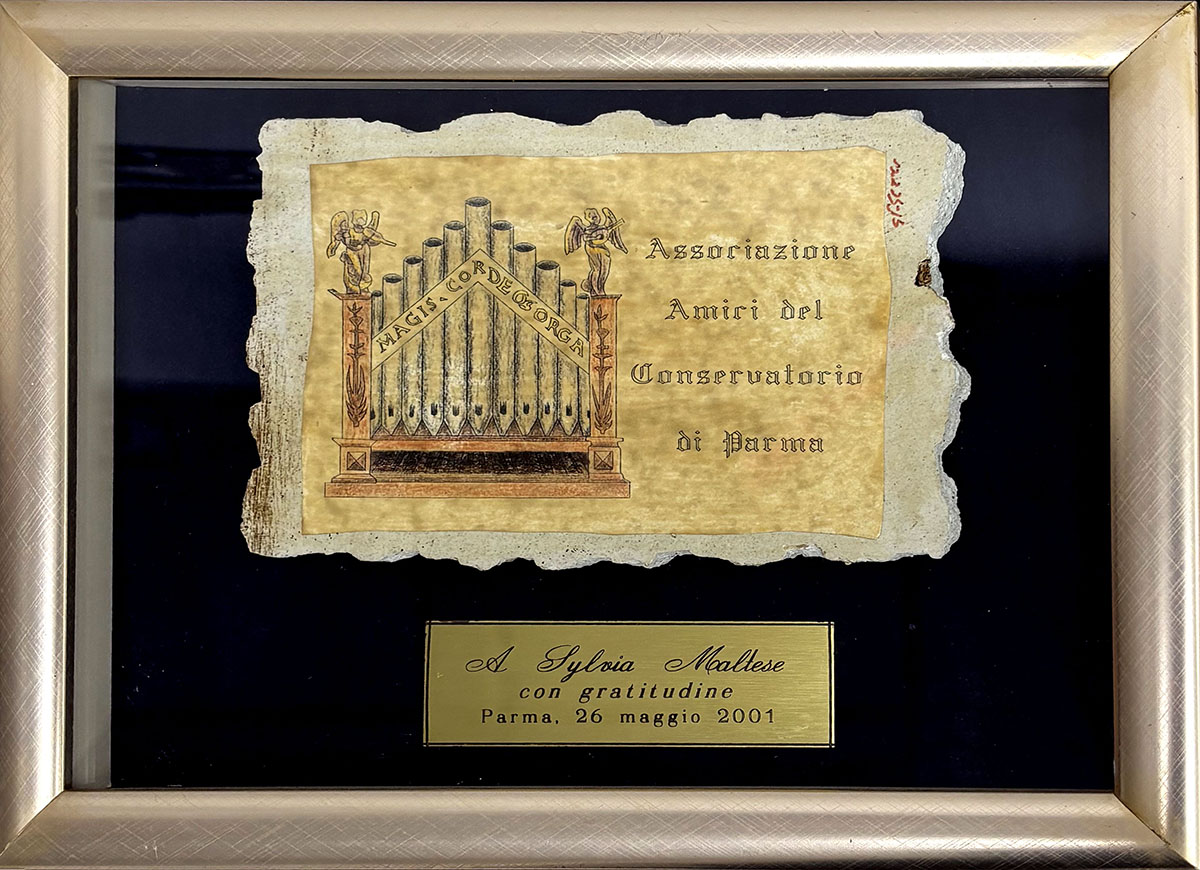 MAGIS CORDE Q̃ ORGA
Associazione
Amici del
Conservatorio
di Parma
A Sylvia Maltese
con gratitudine
Parma, 26 maggio 2001